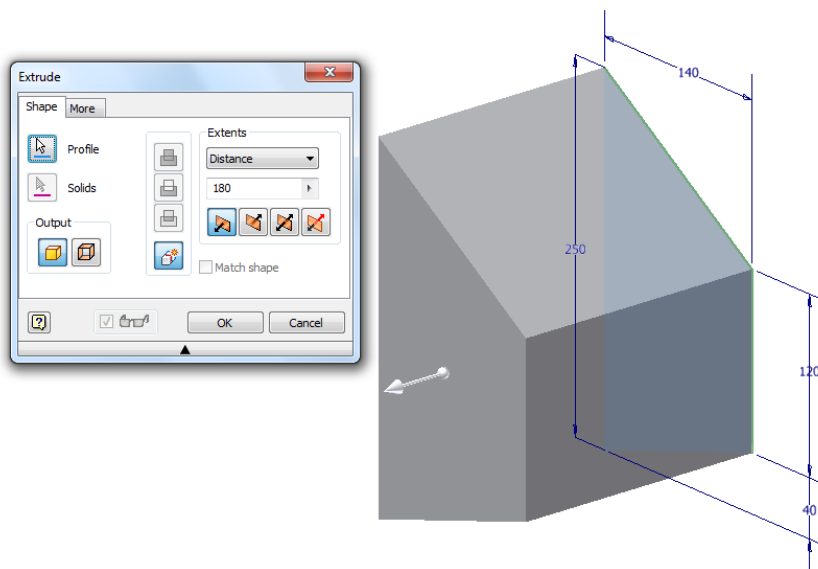 Extrude
Shape
More
Profile
Solids
Output
Extents
Distance
180
Match shape
?
OK
Cancel
140
250
120
40